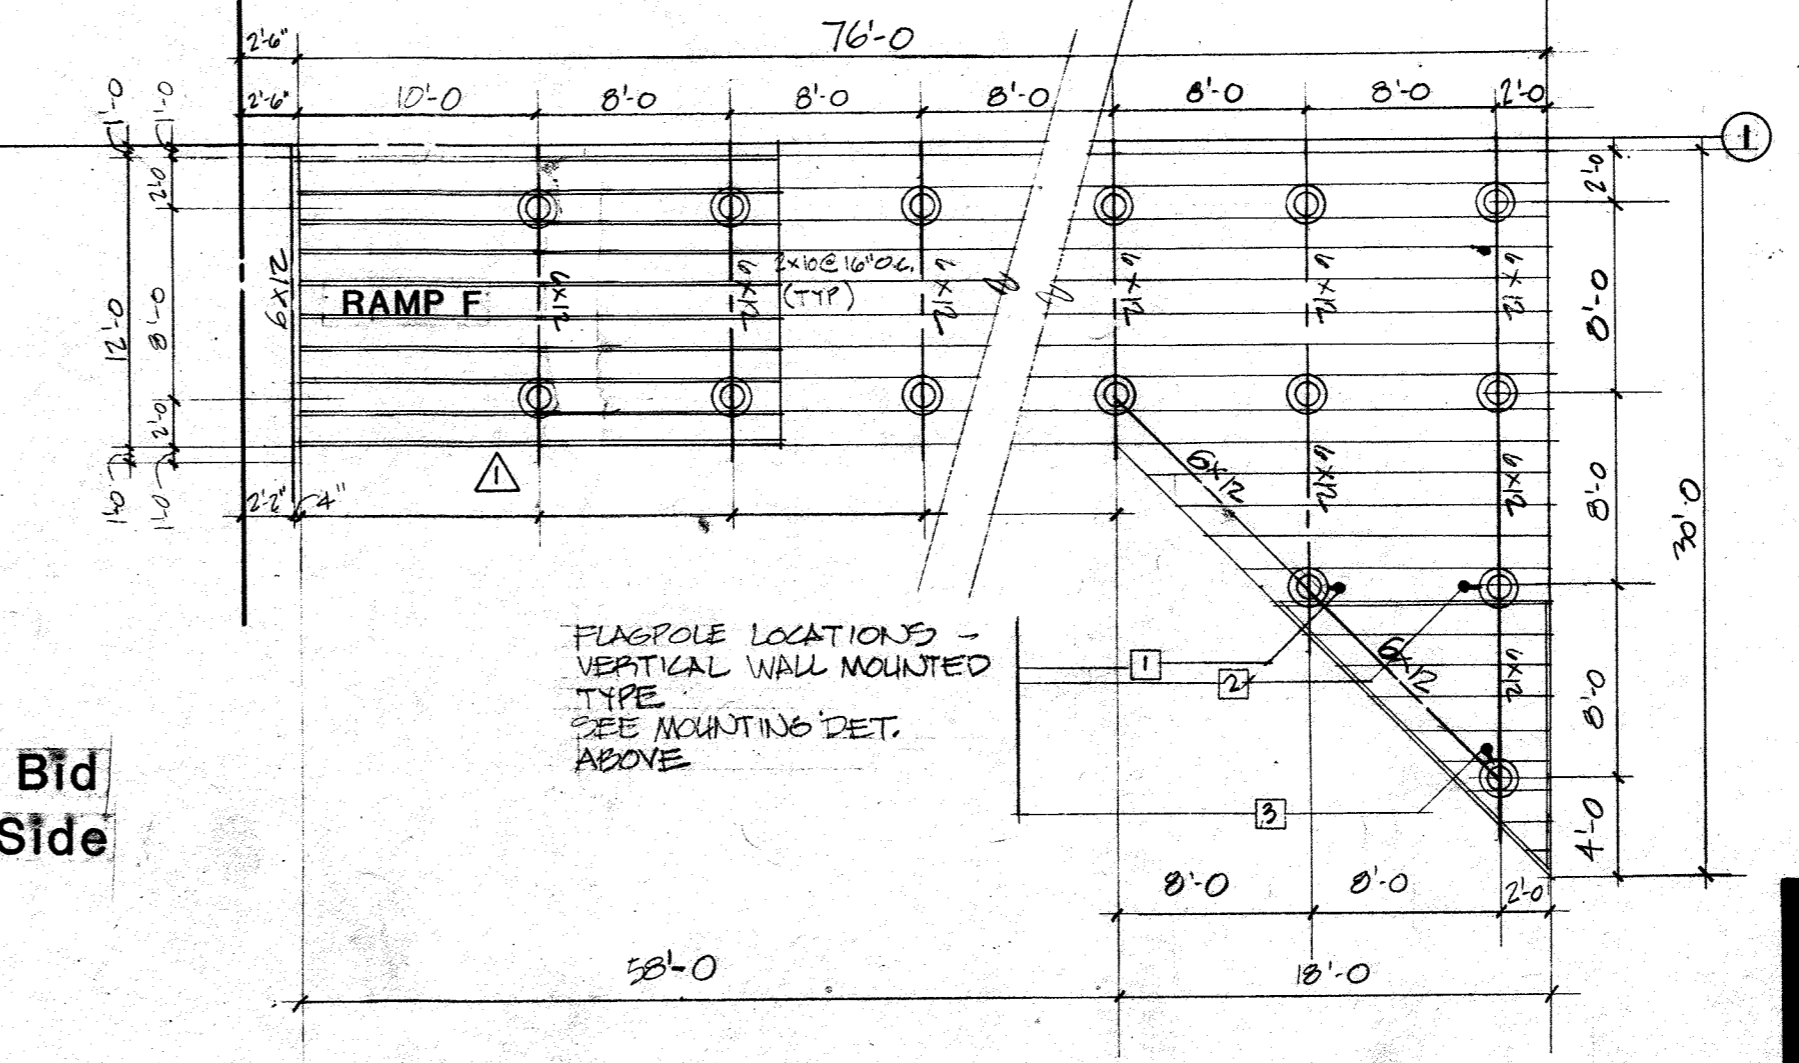 76'-0
2'-6"
2'-6"
10'-0
8'-0
8'-0
8'-0
8'-0
8'-0
2'-0
1
1'-0
1'-0
2'-0
12'-0
8'-0
2'-0
1'-0
1'-0
6x12
RAMP F
6x12
6x12
2x10@16"O.C.
(TYP)
6x12
6x12
6x12
6x12
2'-0
8'-0
8'-0
8'-0
4'-0
30'-0
6x12
6x12
6x12
6x12
6x12
1
2'-2"
4"
FLAGPOLE LOCATIONS -
VERTICAL WALL MOUNTED
TYPE
SEE MOUNTING DET.
ABOVE
1
2
3
Bid
Side
8'-0
8'-0
2'-0
58'-0
18'-0